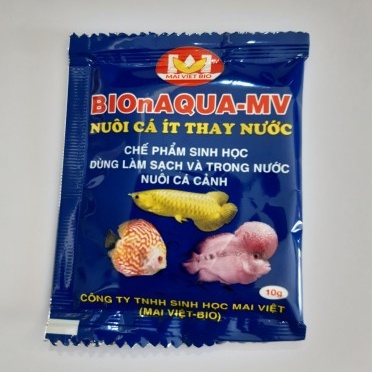 MAI VIET BIO
BIOnAQUA-MV
NUÔI CÁ ÍT THAY NƯỚC
CHẾ PHẨM SINH HỌC
DÙNG LÀM SẠCH VÀ TRONG NƯỚC
NUÔI CÁ CẢNH
10g
CÔNG TY TNHH SINH HỌC MAI VIỆT
(MAI VIỆT-BIO)